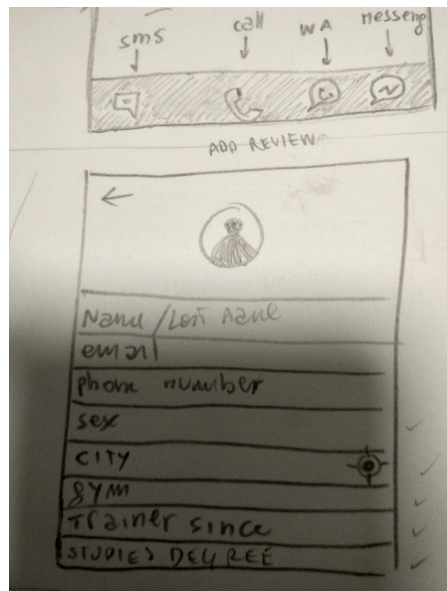 sms call WA messeng
ADD REVIEW
Name / Last name
email
phone number
sex
CITY
gym
Trainer since
STUDIES DEGREE